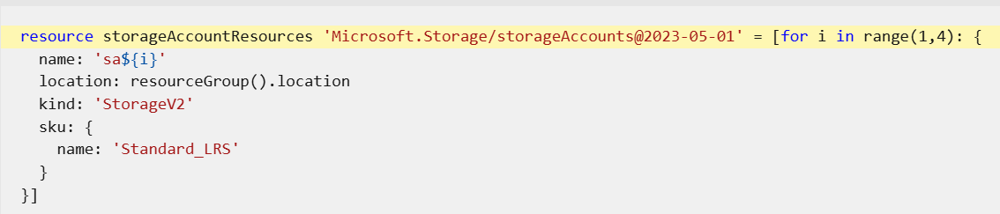 resource storageAccountResources 'Microsoft.Storage/storageAccounts@2023-05-01' = [for i in range(1,4): {
  name: 'sa${i}'
  location: resourceGroup().location
  kind: 'StorageV2'
  sku: {
    name: 'Standard_LRS'
  }
}]